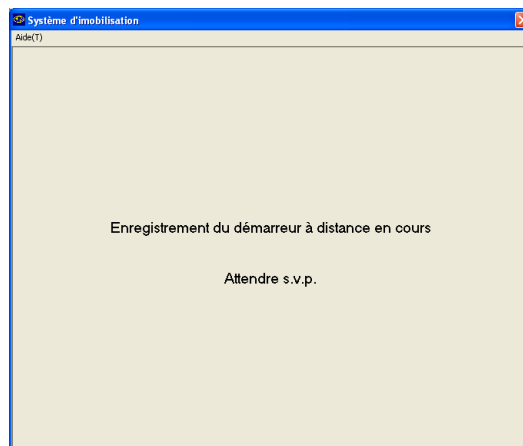 Système d'imobilisation
Aide(T)
Enregistrement du démarreur à distance en cours
Attendre s.v.p.